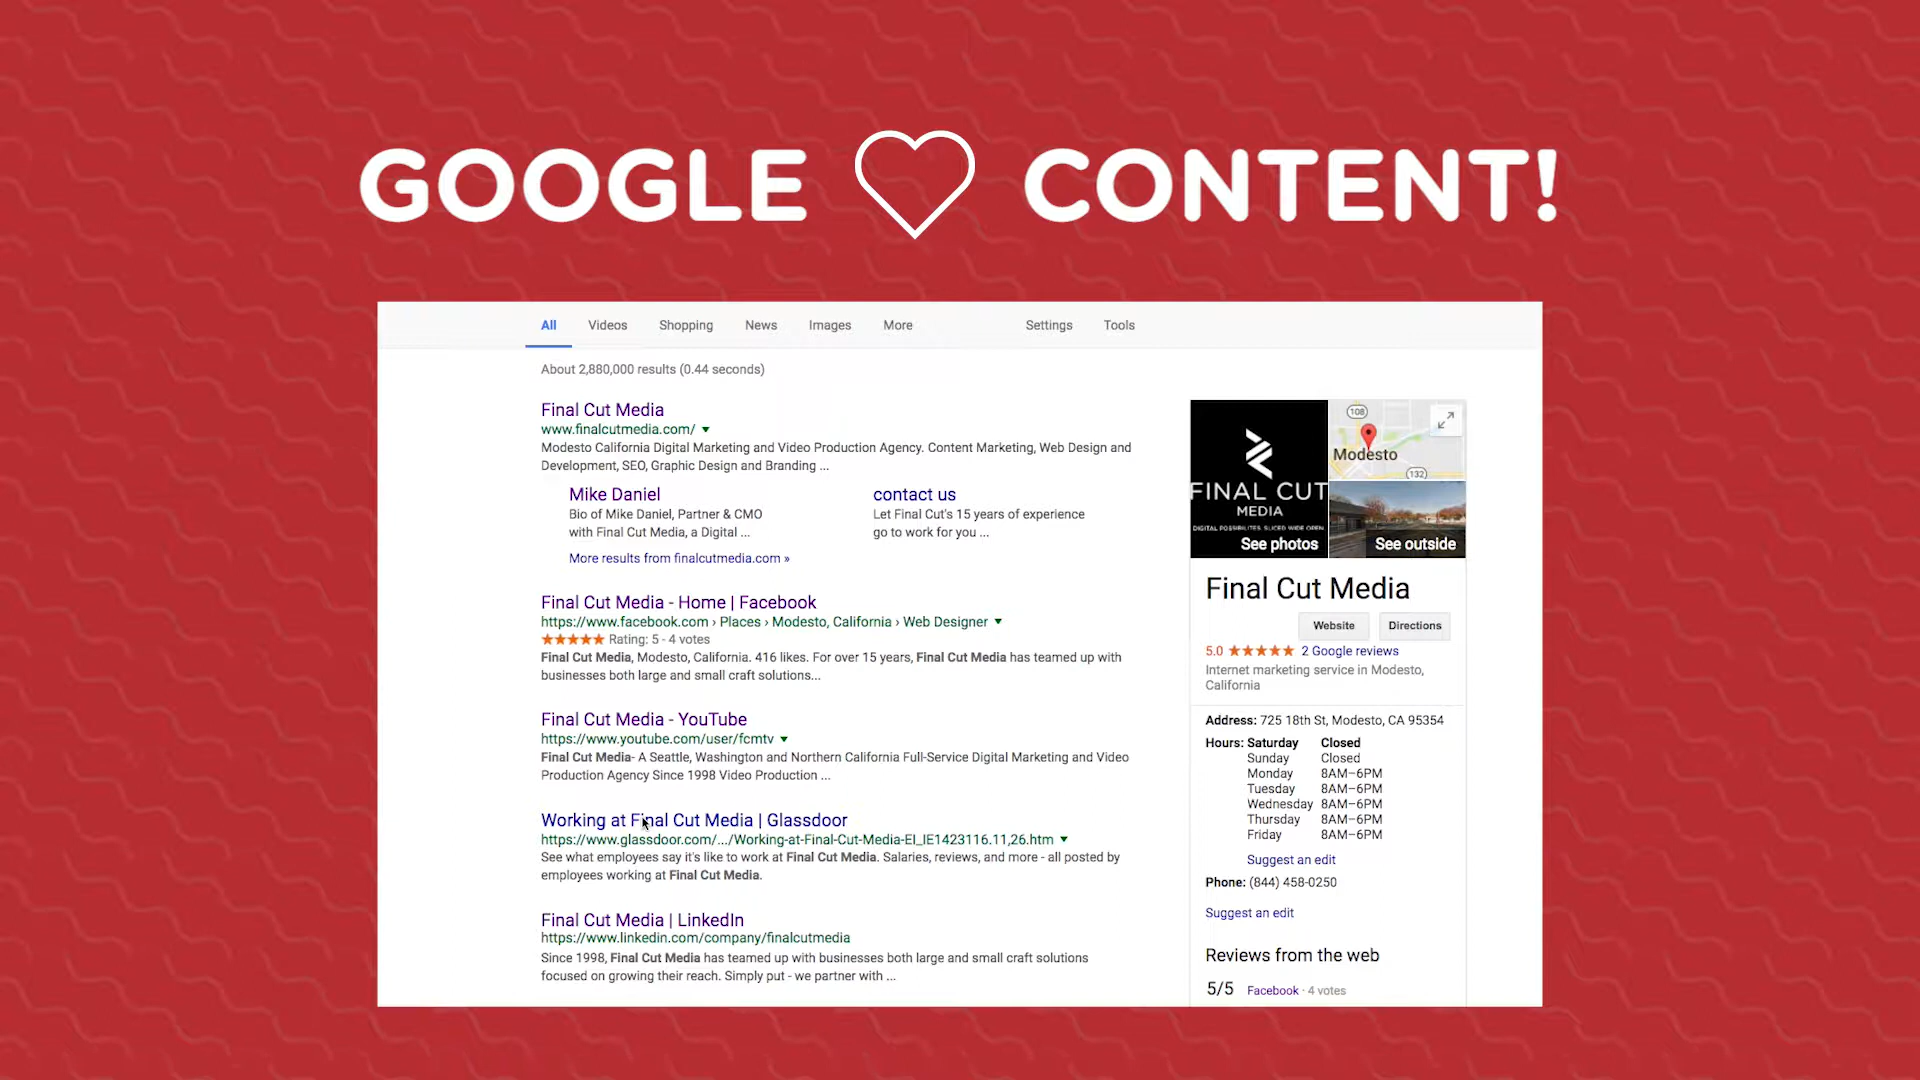 GOOGLE CONTENT!
All Videos Shopping News Images More Settings Tools
About 2,880,000 results (0.44 seconds)
Final Cut Media
www.finalcutmedia.com/
Modesto California Digital Marketing and Video Production Agency. Content Marketing, Web Design and
Development, SEO, Graphic Design and Branding ...
Mike Daniel
Bio of Mike Daniel, Partner & CMO
with Final Cut Media, a Digital ...
contact us
Let Final Cut's 15 years of experience
go to work for you ...
More results from finalcutmedia.com »
Final Cut Media - Home | Facebook
https://www.facebook.com › Places › Modesto, California › Web Designer
Rating: 5 - 4 votes
Final Cut Media, Modesto, California. 416 likes. For over 15 years, Final Cut Media has teamed up with
businesses both large and small craft solutions...
Final Cut Media - YouTube
https://www.youtube.com/user/fcmtv
Final Cut Media- A Seattle, Washington and Northern California Full-Service Digital Marketing and Video
Production Agency Since 1998 Video Production ...
Working at Final Cut Media | Glassdoor
https://www.glassdoor.com/.../Working-at-Final-Cut-Media-EI_IE1423116.11,26.htm
See what employees say it's like to work at Final Cut Media. Salaries, reviews, and more - all posted by
employees working at Final Cut Media.
Final Cut Media | LinkedIn
https://www.linkedin.com/company/finalcutmedia
Since 1998, Final Cut Media has teamed up with businesses both large and small craft solutions
focused on growing their reach. Simply put - we partner with ...
FINAL CUT
MEDIA
DIGITAL POSSIBILITES, SLICED WIDE OPEN
See photos
108
Modesto
132
See outside
Final Cut Media
Website Directions
5.0 2 Google reviews
Internet marketing service in Modesto,
California
Address: 725 18th St, Modesto, CA 95354
Hours: Saturday Closed
Sunday Closed
Monday 8AM–6PM
Tuesday 8AM–6PM
Wednesday 8AM–6PM
Thursday 8AM–6PM
Friday 8AM–6PM
Suggest an edit
Phone: (844) 458-0250
Suggest an edit
Reviews from the web
5/5 Facebook · 4 votes